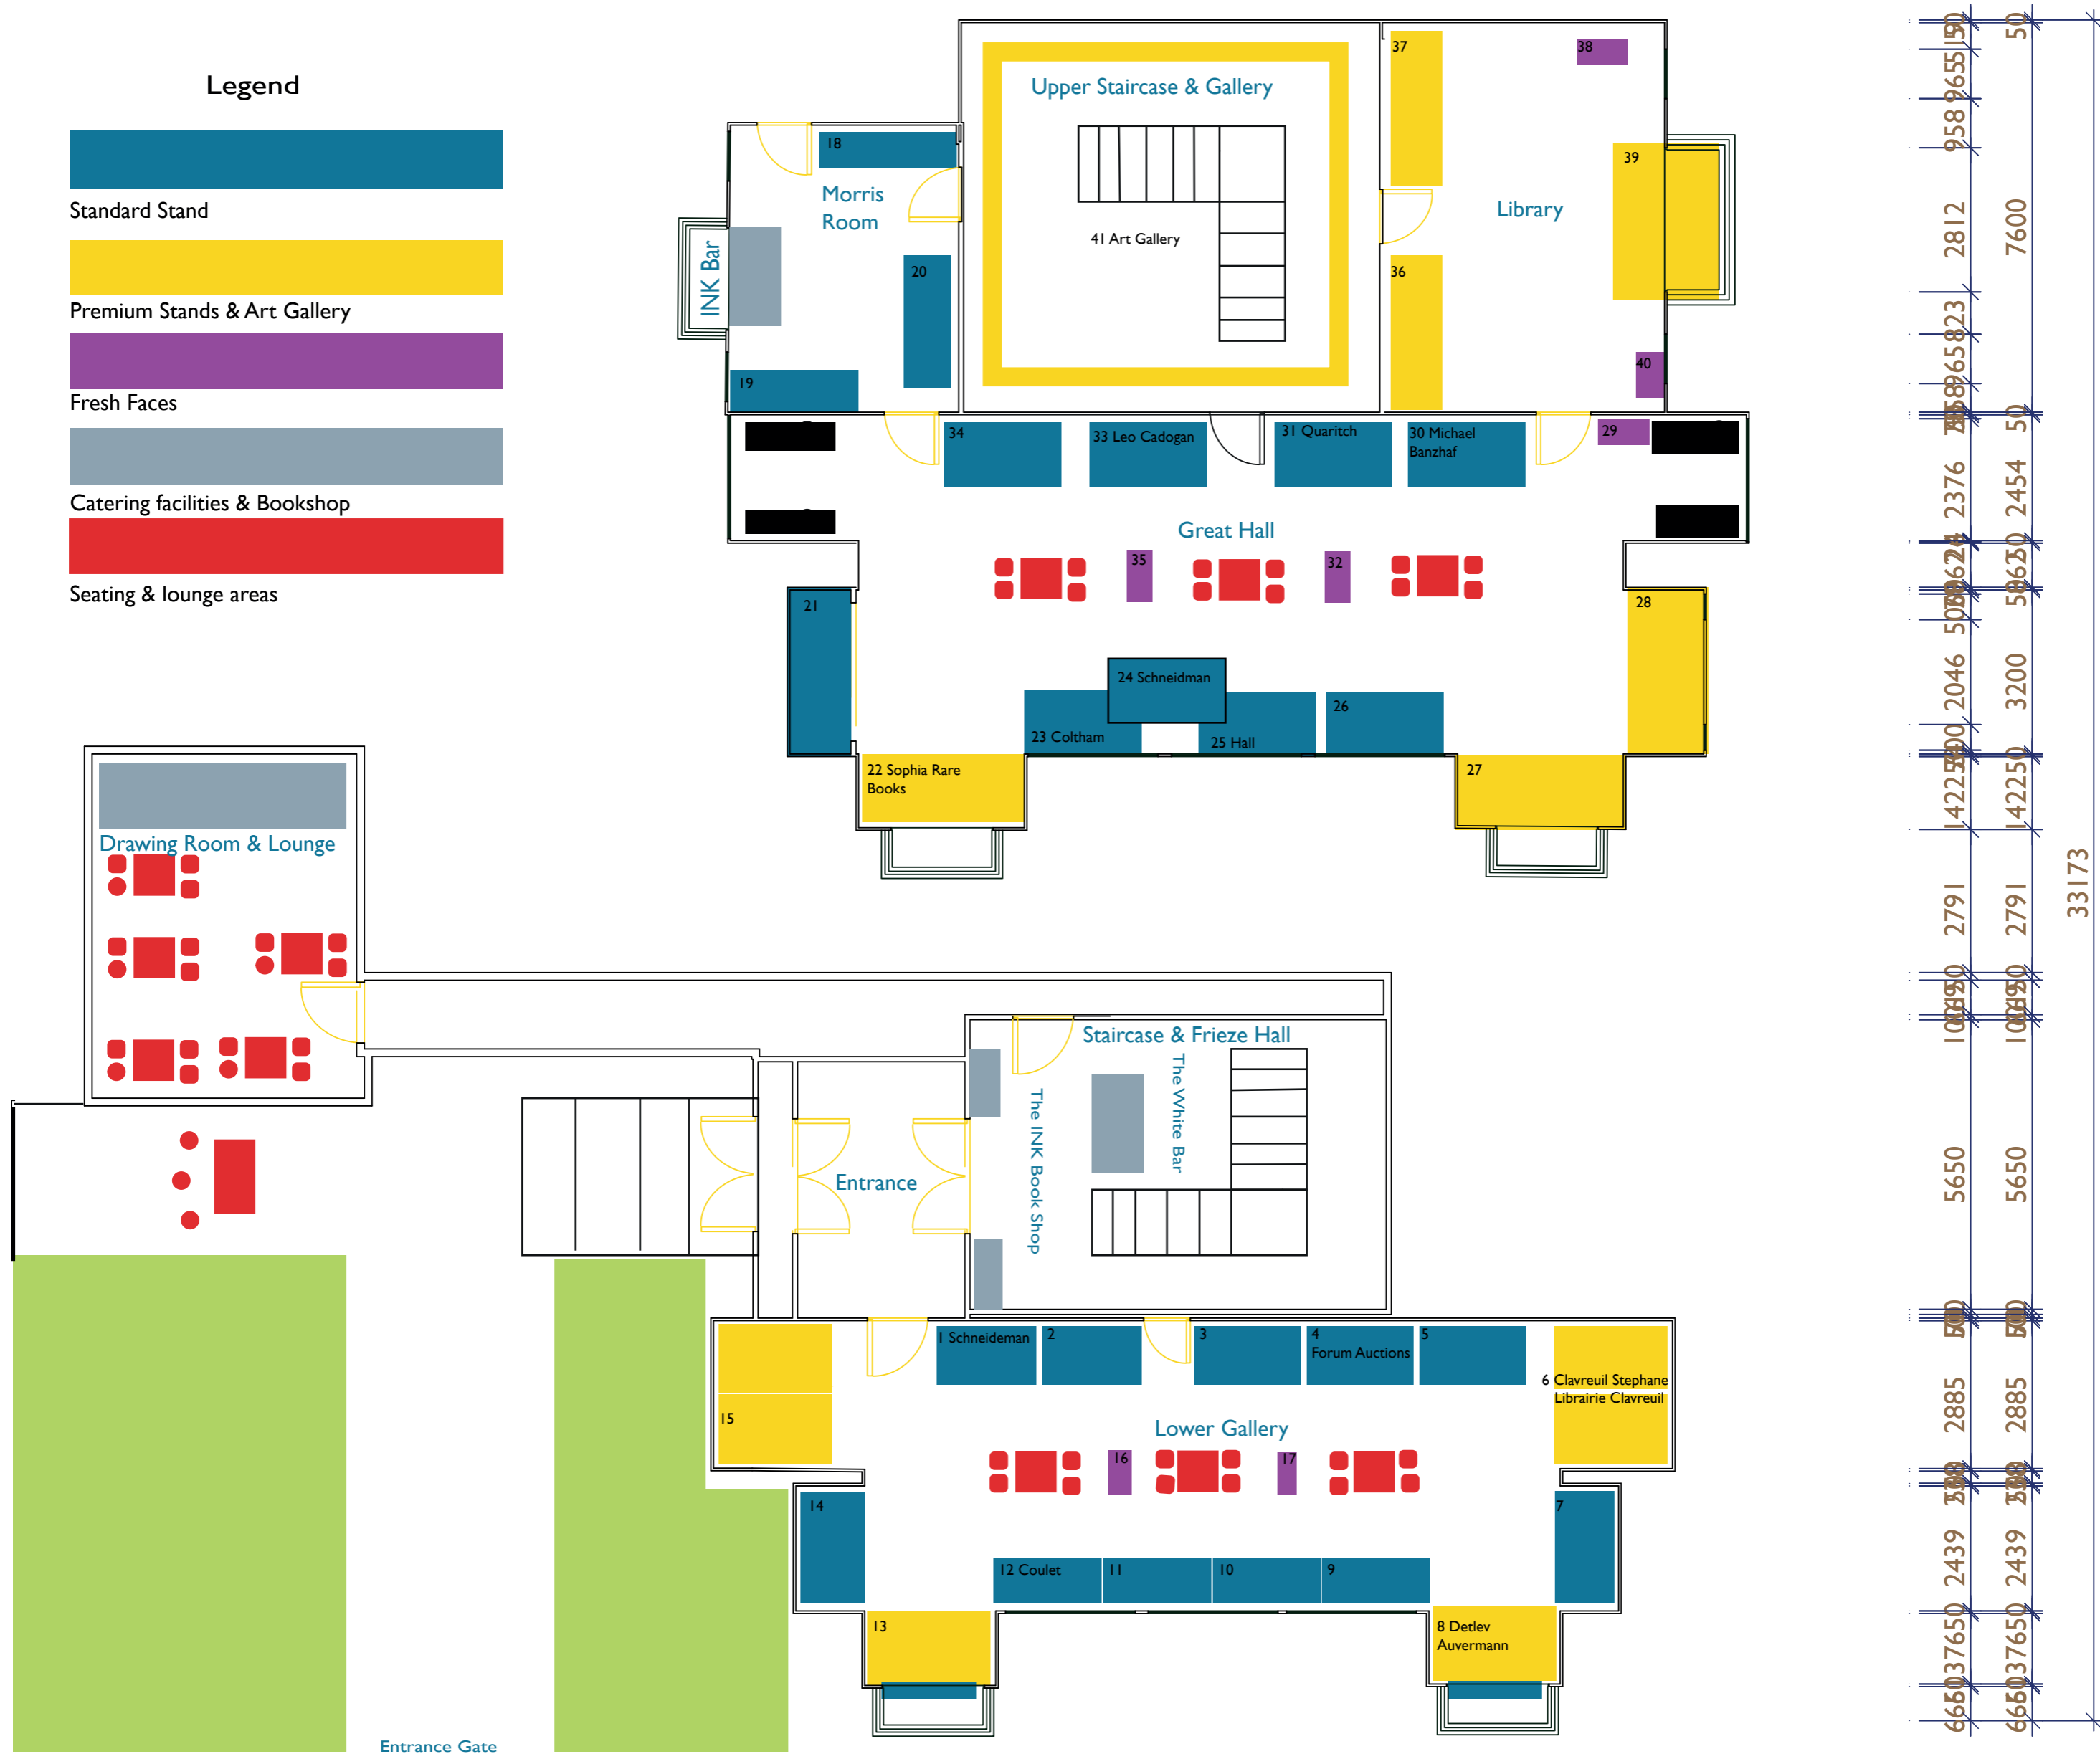 Legend
Standard Stand
Premium Stands & Art Gallery
Fresh Faces
Catering facilities & Bookshop
Seating & lounge areas
Upper Staircase & Gallery
41 Art Gallery
37
38
39
Library
36
40
18
Morris
Room
INK Bar
20
19
34
33 Leo Cadogan
31 Quaritch
30 Michael
Banzhaf
29
Great Hall
35
32
21
28
24 Schneidman
23 Coltham
25 Hall
26
22 Sophia Rare
Books
27
Drawing Room & Lounge
Staircase & Frieze Hall
The White Bar
The INK Book Shop
Entrance
1 Schneideman
2
3
4
Forum Auctions
5
6 Clavreuil Stephane
Librairie Clavreuil
15
Lower Gallery
16
17
14
7
12 Coulet
11
10
9
13
8 Detlev
Auvermann
Entrance Gate
50
958
7600
2812
50
2376
2454
2046
3200
2791
2791
33173
5650
5650
2885
2885
2439
2439